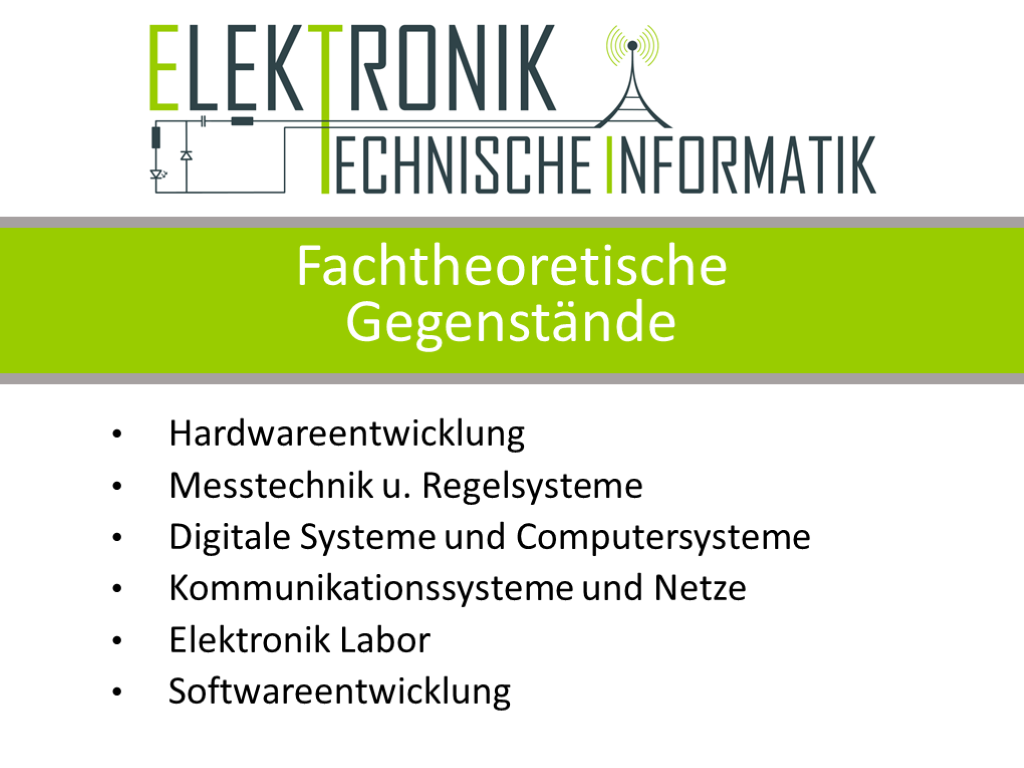 ELEKTRONIK
TECHNISCHE INFORMATIK
Fachtheoretische
Gegenstände
• Hardwareentwicklung
• Messtechnik u. Regelsysteme
• Digitale Systeme und Computersysteme
• Kommunikationssysteme und Netze
• Elektronik Labor
• Softwareentwicklung